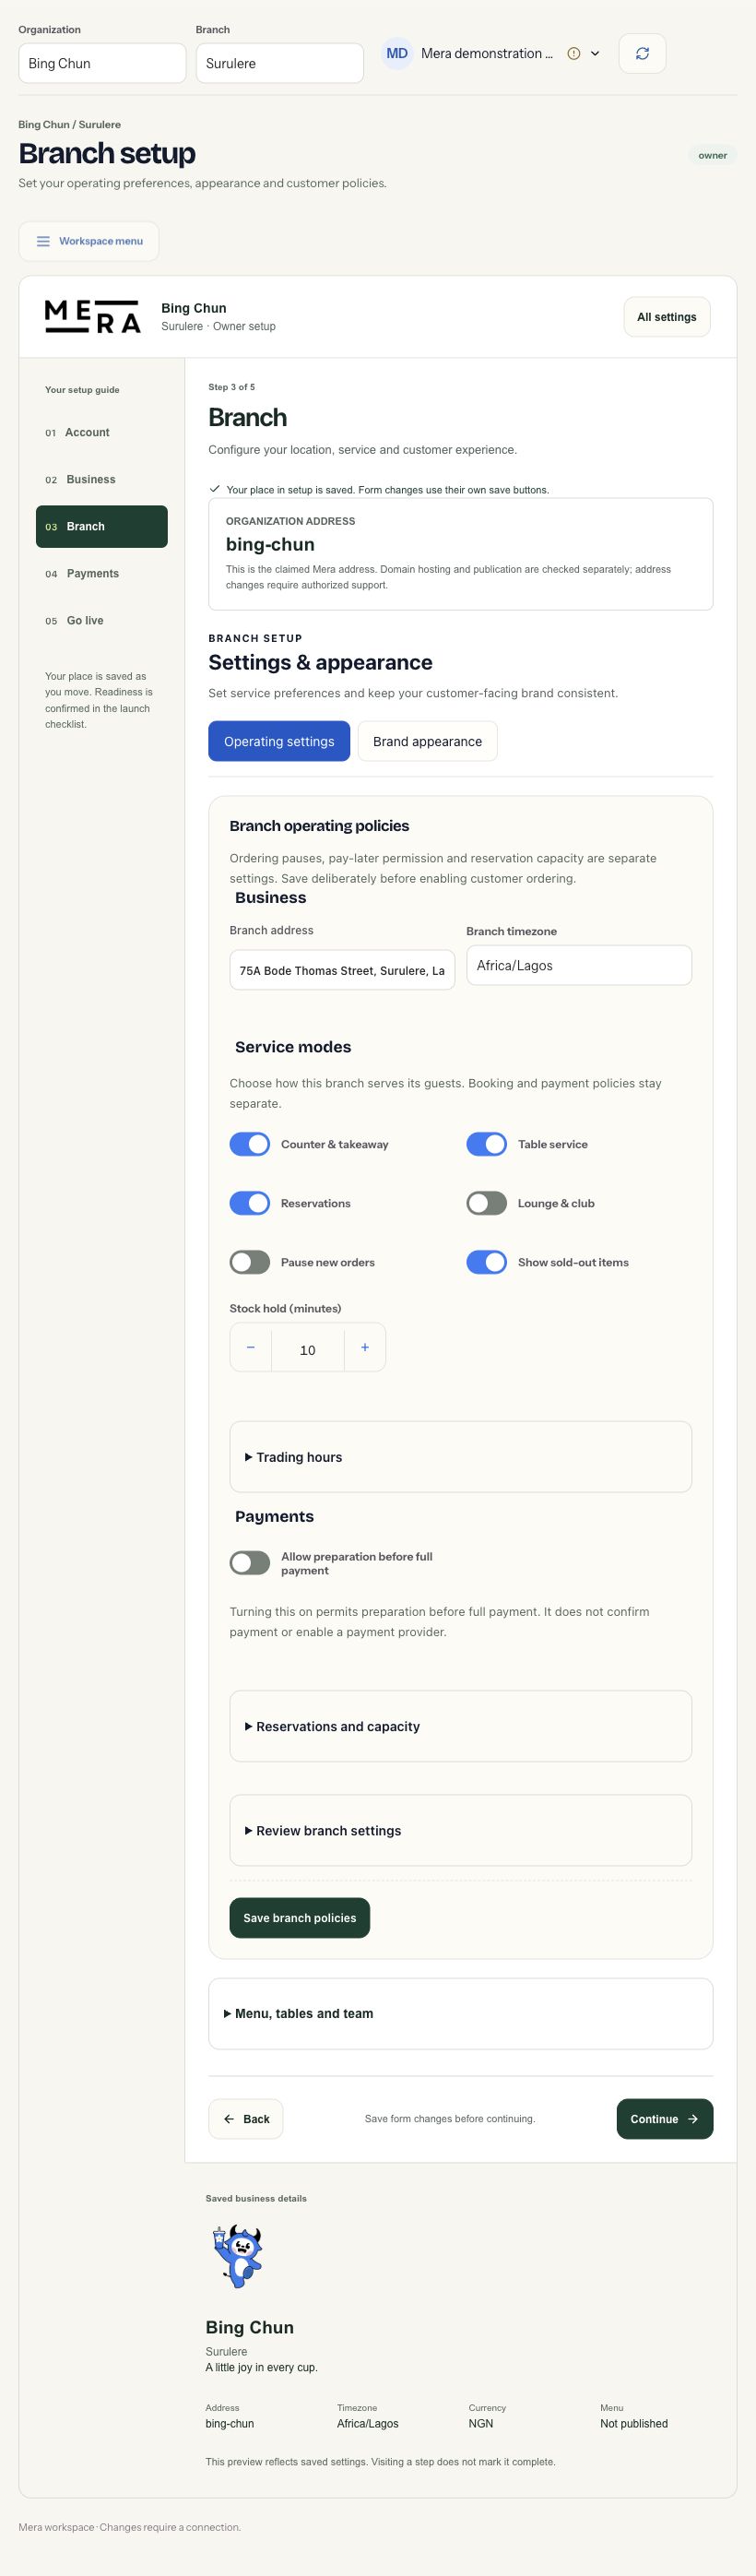 Organization
Branch
Bing Chun
Surulere
MD
Mera demonstration ...
Bing Chun / Surulere
Branch setup
owner
Set your operating preferences, appearance and customer policies.
Workspace menu
MERA
Bing Chun
Surulere · Owner setup
All settings
Your setup guide
01 Account
02 Business
03 Branch
04 Payments
05 Go live
Your place is saved as
you move. Readiness is
confirmed in the launch
checklist.
Step 3 of 5
Branch
Configure your location, service and customer experience.
Your place in setup is saved. Form changes use their own save buttons.
ORGANIZATION ADDRESS
bing-chun
This is the claimed Mera address. Domain hosting and publication are checked separately; address
changes require authorized support.
BRANCH SETUP
Settings & appearance
Set service preferences and keep your customer-facing brand consistent.
Operating settings
Brand appearance
Branch operating policies
Ordering pauses, pay-later permission and reservation capacity are separate
settings. Save deliberately before enabling customer ordering.
Business
Branch address
Branch timezone
75A Bode Thomas Street, Surulere, La
Africa/Lagos
Service modes
Choose how this branch serves its guests. Booking and payment policies stay
separate.
Counter & takeaway
Table service
Reservations
Lounge & club
Pause new orders
Show sold-out items
Stock hold (minutes)
− 10 +
Trading hours
Payments
Allow preparation before full
payment
Turning this on permits preparation before full payment. It does not confirm
payment or enable a payment provider.
Reservations and capacity
Review branch settings
Save branch policies
Menu, tables and team
Back
Save form changes before continuing.
Continue
Saved business details
Bing Chun
Surulere
A little joy in every cup.
Address
Timezone
Currency
Menu
bing-chun
Africa/Lagos
NGN
Not published
This preview reflects saved settings. Visiting a step does not mark it complete.
Mera workspace · Changes require a connection.